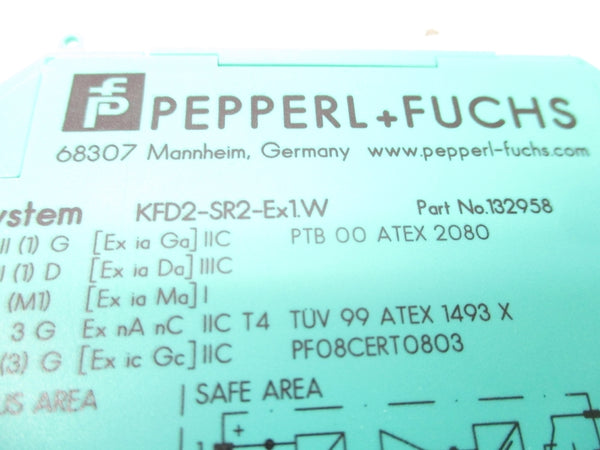 PEPPERL+FUCHS
68307 Mannheim, Germany www.pepperl-fuchs.com
ystem KFD2-SR2-Ex1.W Part No.132958
II (1) G [Ex ia Ga] IIC PTB 00 ATEX 2080
I (1) D [Ex ia Da] IIIC
(M1) [Ex ia Ma] I
3 G Ex nA nC IIC T4 TÜV 99 ATEX 1493 X
(3) G [Ex ic Gc] IIC PF08CERT0803
US AREA SAFE AREA
1 +